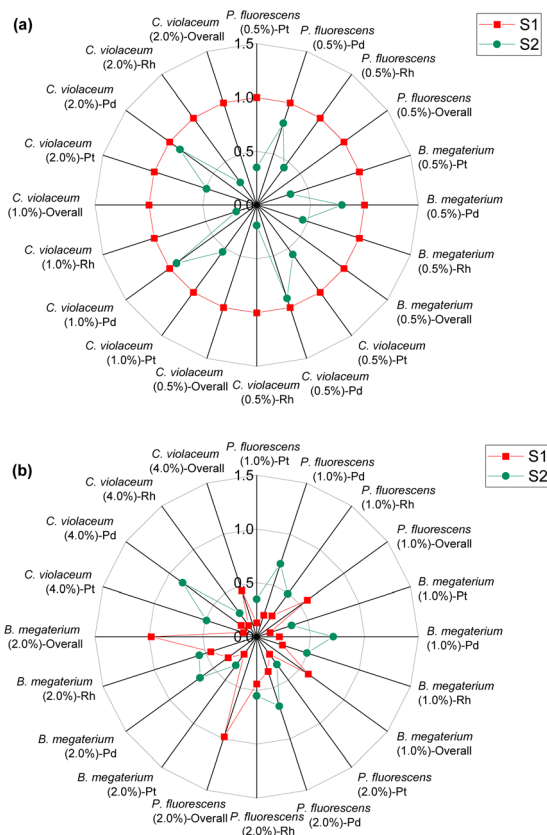 (a)
S1
S2
P. fluorescens
(0.5%)-Pt
P. fluorescens
(0.5%)-Pd
P. fluorescens
(0.5%)-Rh
P. fluorescens
(0.5%)-Overall
B. megaterium
(0.5%)-Pt
B. megaterium
(0.5%)-Pd
B. megaterium
(0.5%)-Rh
B. megaterium
(0.5%)-Overall
C. violaceum
(0.5%)-Pt
C. violaceum
(0.5%)-Pd
C. violaceum
(0.5%)-Rh
C. violaceum
(0.5%)-Overall
C. violaceum
(1.0%)-Pt
C. violaceum
(1.0%)-Pd
C. violaceum
(1.0%)-Rh
C. violaceum
(1.0%)-Overall
C. violaceum
(2.0%)-Pt
C. violaceum
(2.0%)-Pd
C. violaceum
(2.0%)-Rh
C. violaceum
(2.0%)-Overall
1.5
1.0
0.5
0.0
(b)
S1
S2
P. fluorescens
(1.0%)-Pt
P. fluorescens
(1.0%)-Pd
P. fluorescens
(1.0%)-Rh
P. fluorescens
(1.0%)-Overall
B. megaterium
(1.0%)-Pt
B. megaterium
(1.0%)-Pd
B. megaterium
(1.0%)-Rh
B. megaterium
(1.0%)-Overall
P. fluorescens
(2.0%)-Pt
P. fluorescens
(2.0%)-Pd
P. fluorescens
(2.0%)-Rh
P. fluorescens
(2.0%)-Overall
B. megaterium
(2.0%)-Pt
B. megaterium
(2.0%)-Pd
B. megaterium
(2.0%)-Rh
B. megaterium
(2.0%)-Overall
C. violaceum
(4.0%)-Pt
C. violaceum
(4.0%)-Pd
C. violaceum
(4.0%)-Rh
C. violaceum
(4.0%)-Overall
1.5
1.0
0.5
0.0